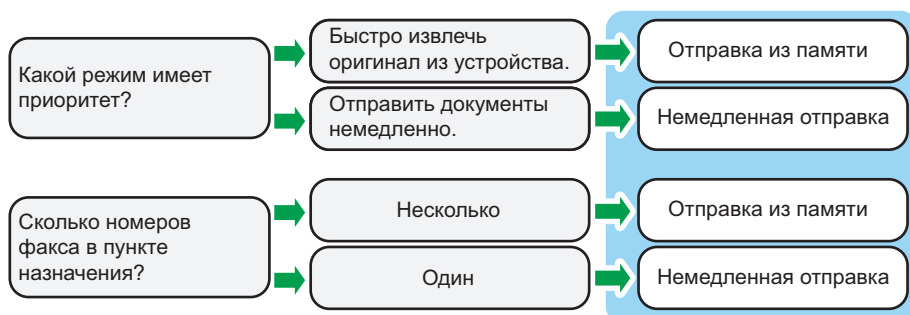 Какой режим имеет
приоритет?
Быстро извлечь
оригинал из устройства.
Отправка из памяти
Отправить документы
немедленно.
Немедленная отправка
Сколько номеров
факса в пункте
назначения?
Несколько
Отправка из памяти
Один
Немедленная отправка